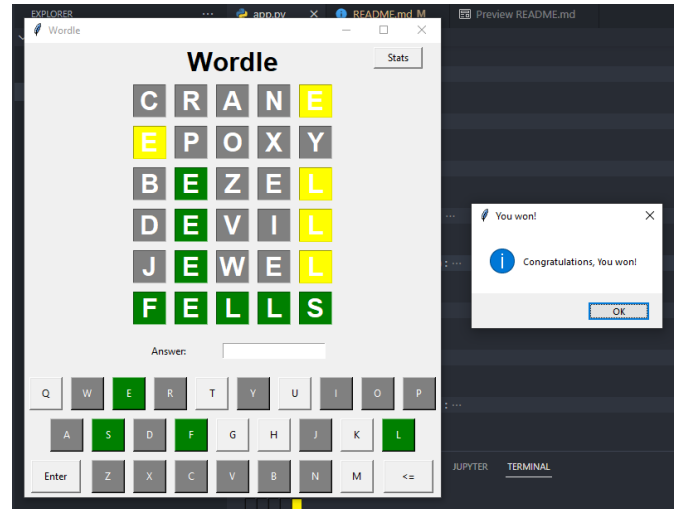 EXPLORER ··· app.py × README.md M Preview README.md
Wordle
Wordle
Stats
C R A N E
E P O X Y
B E Z E L
D E V I L
J E W E L
F E L L S
You won!
Congratulations, You won!
OK
Answer:
Q W E R T Y U I O P
A S D F G H J K L
Enter Z X C V B N M <=
JUPYTER TERMINAL